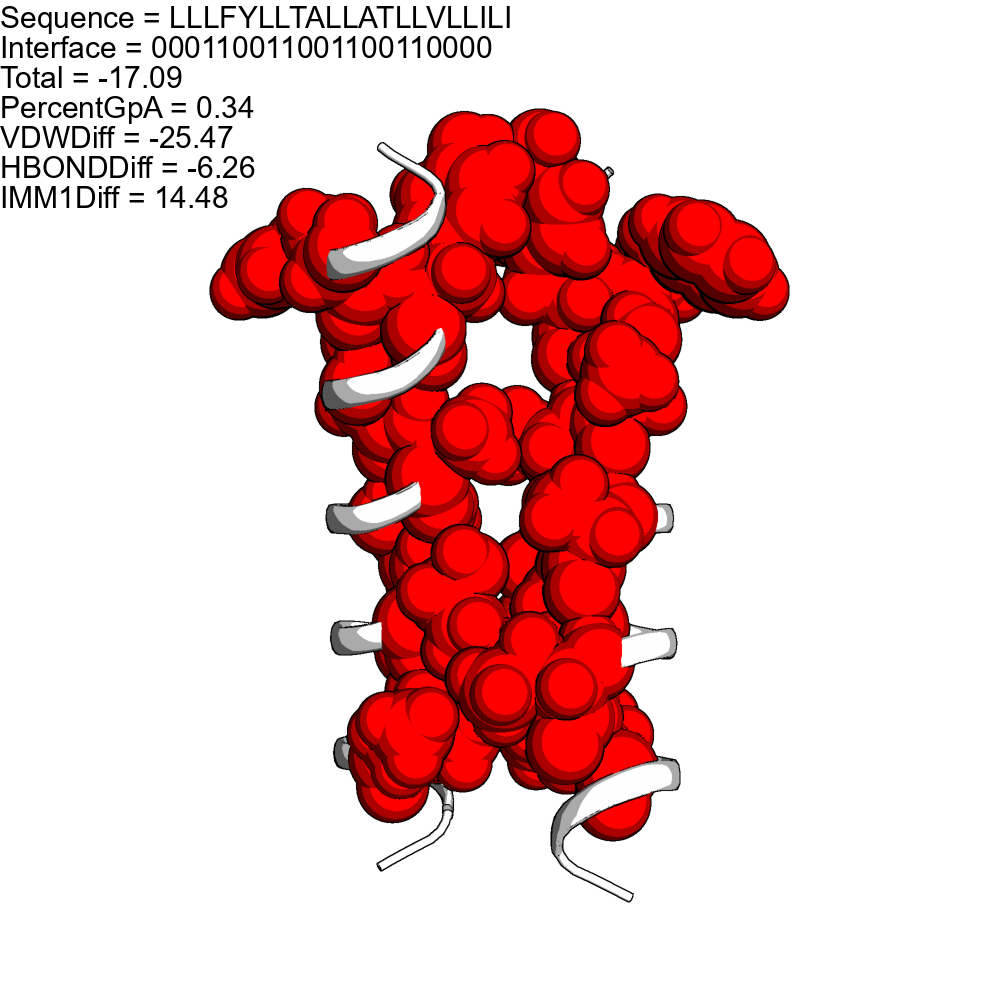 Sequence = LLLFYLLTALLATLLVLLILI
Interface = 000110011001100110000
Total = -17.09
PercentGpA = 0.34
VDWDiff = -25.47
HBONDDiff = -6.26
IMM1Diff = 14.48